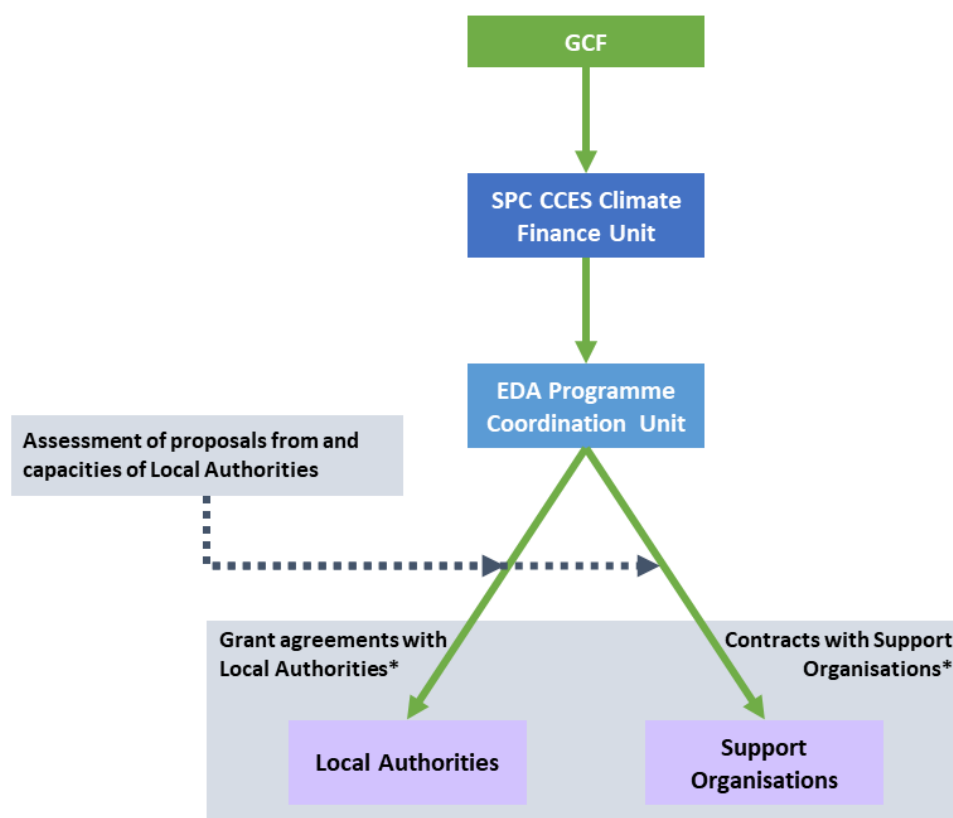 GCF
SPC CCES Climate
Finance Unit
EDA Programme
Coordination Unit
Assessment of proposals from and
capacities of Local Authorities
Grant agreements with
Local Authorities*
Contracts with Support
Organisations*
Local Authorities
Support
Organisations